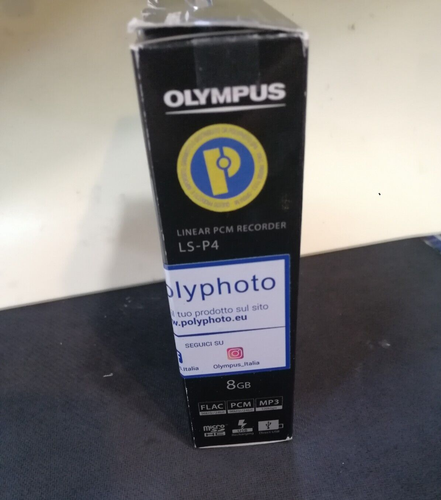 OLYMPUS
P
LINEAR PCM RECORDER
LS-P4
olyphoto
il tuo prodotto sul sito
w.polyphoto.eu
SEGUICI SU
Italia
Olympus_Italia
8GB
FLAC PCM MP3
micro